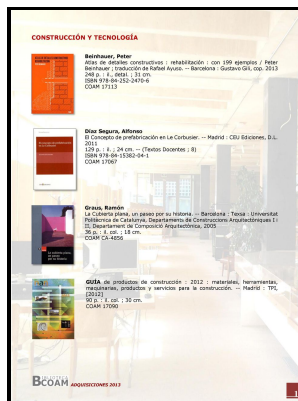 CONSTRUCCIÓN Y TECNOLOGÍA
Beinhauer, Peter
Atlas de detalles constructivos : rehabilitación : con 199 ejemplos / Peter
Beinhauer ; traducción de Rafael Ayuso. -- Barcelona : Gustavo Gili, cop. 2013
248 p. : il., detal. ; 31 cm.
ISBN 978-84-252-2470-6
COAM 17113
Díaz Segura, Alfonso
El Concepto de prefabricación en Le Corbusier. -- Madrid : CEU Ediciones, D.L.
2011
129 p. : il. ; 24 cm. -- (Textos Docentes ; 8)
ISBN 978-84-15382-04-1
COAM 17067
Graus, Ramón
La Cubierta plana, un paseo por su historia. -- Barcelona : Texsa : Universitat
Politècnica de Catalunya, Departaments de Construccions Arquitectòniques I i
II, Departament de Composició Arquitectònica, 2005
36 p. : il. col. ; 18 cm.
COAM CA-4856
GUÍA de productos de construcción : 2012 : materiales, herramientas,
maquinarias, productos y servicios para la construcción. -- Madrid : TPI,
[2012]
90 p. : il. col. ; 30 cm.
COAM 17090
BIBLIOTECA
COAM ADQUISICIONES 2013